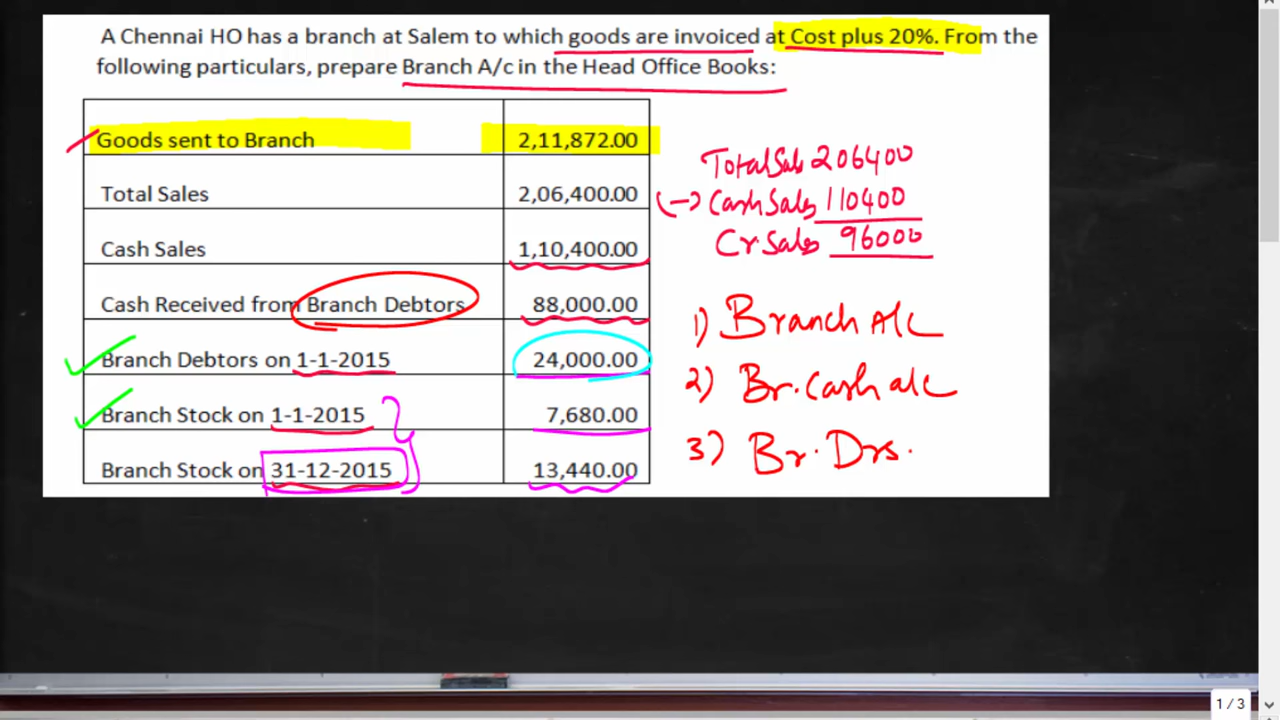 A Chennai HO has a branch at Salem to which goods are invoiced at Cost plus 20%. From the
following particulars, prepare Branch A/c in the Head Office Books:
Goods sent to Branch 2,11,872.00
Total Sales 2,06,400.00
Cash Sales 1,10,400.00
Cash Received from Branch Debtors 88,000.00
Branch Debtors on 1-1-2015 24,000.00
Branch Stock on 1-1-2015 7,680.00
Branch Stock on 31-12-2015 13,440.00
Total Sales 206400
(-) Cash Sales 110400
Cr Sales 96000
1) Branch A/c
2) Br. Cash a/c
3) Br. Drs.
1 / 3